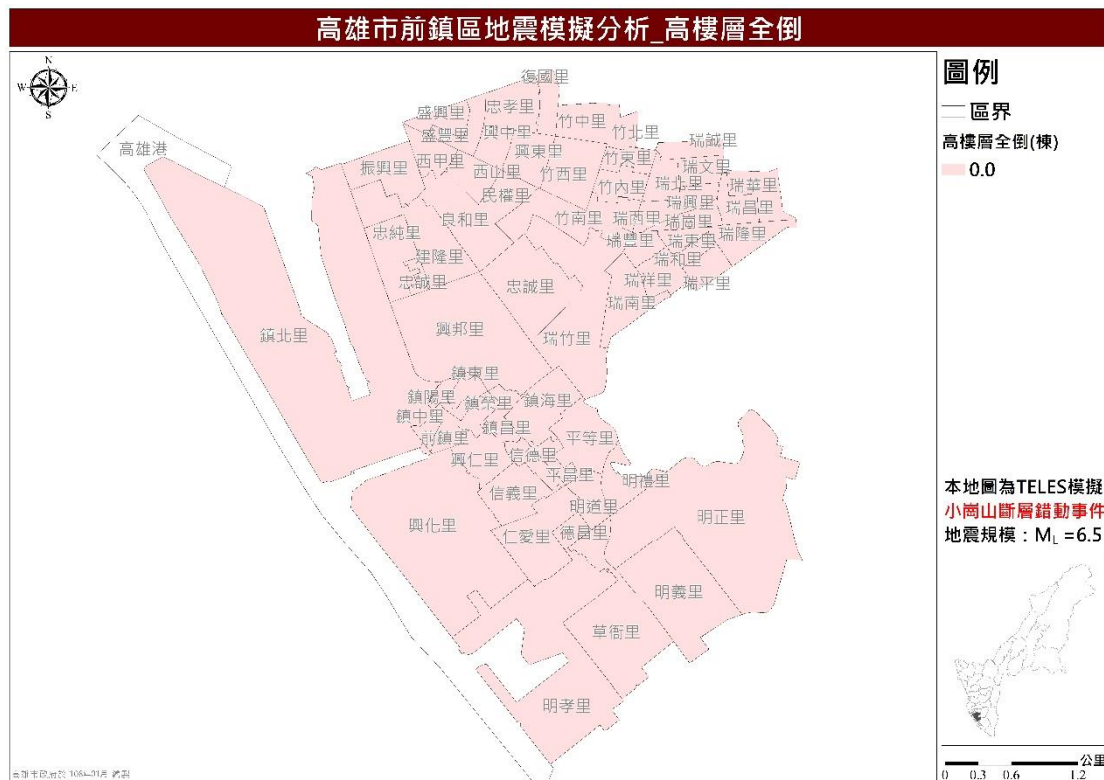 高雄市前鎮區地震模擬分析_高樓層全倒
N
W
E
S
圖例
區界
高樓層全倒(棟)
0.0
高雄港
復國里
盛興里
忠孝里
竹中里
竹北里
盛豐里
興中里
瑞誠里
振興里
西甲里
興東里
竹東里
瑞文里
西山里
竹西里
竹內里
瑞北里
瑞華里
民權里
瑞興里
瑞昌里
忠純里
良和里
竹南里
瑞西里
瑞崗里
瑞隆里
瑞豐里
瑞東里
建隆里
瑞和里
忠誠里
忠誠里
瑞祥里
瑞平里
瑞南里
鎮北里
興邦里
瑞竹里
鎮東里
鎮陽里
鎮榮里
鎮海里
鎮中里
鎮昌里
前鎮里
平等里
興仁里
信德里
平昌里
明禮里
信義里
明道里
興化里
仁愛里
德昌里
明正里
明義里
草衙里
明孝里
本地圖為TELES模擬
小崗山斷層錯動事件
地震規模：ML =6.5
公里
0 0.3 0.6 1.2